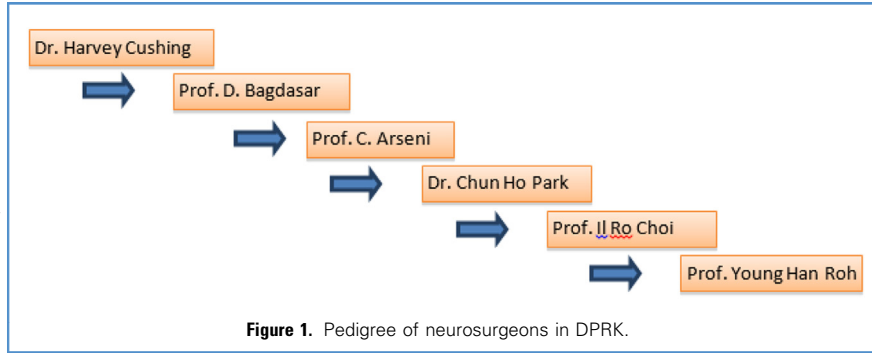 Dr. Harvey Cushing
Prof. D. Bagdasar
Prof. C. Arseni
Dr. Chun Ho Park
Prof. Il Ro Choi
Prof. Young Han Roh
Figure 1. Pedigree of neurosurgeons in DPRK.